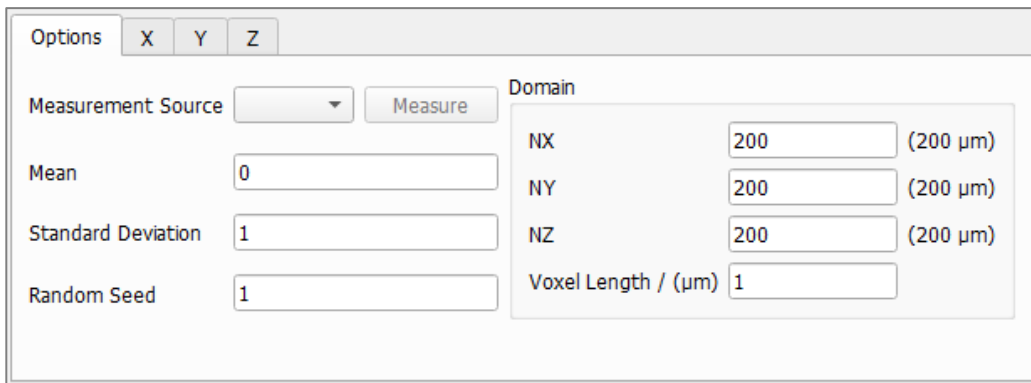 Options X Y Z
Measurement Source Measure
Mean 0
Standard Deviation 1
Random Seed 1
Domain
NX 200 (200 µm)
NY 200 (200 µm)
NZ 200 (200 µm)
Voxel Length / (µm) 1